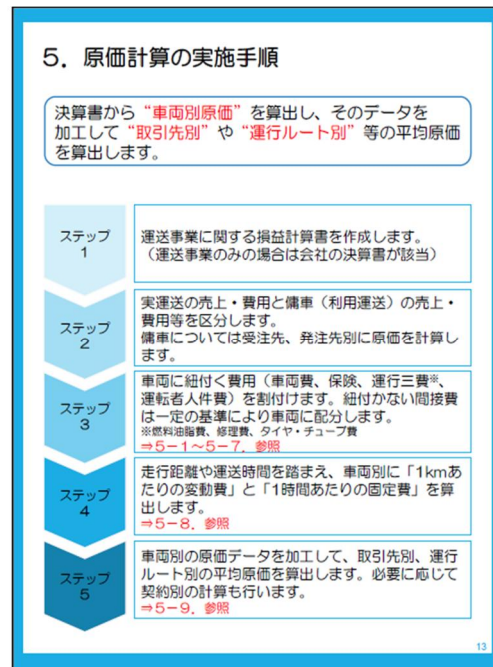 5．原価計算の実施手順
決算書から“車両別原価”を算出し、そのデータを
加工して“取引先別”や“運行ルート別”等の平均原価
を算出します。
ステップ
1
運送事業に関する損益計算書を作成します。
（運送事業のみの場合は会社の決算書が該当）
ステップ
2
実運送の売上・費用と傭車（利用運送）の売上・
費用等を区分します。
傭車については受注先、発注先別に原価を計算し
ます。
ステップ
3
車両に紐付く費用（車両費、保険、運行三費※、
運転者人件費）を割付けます。紐付かない間接費
は一定の基準により車両に配分します。
※燃料油脂費、修理費、タイヤ・チューブ費
⇒5－1～5－7．参照
ステップ
4
走行距離や運送時間を踏まえ、車両別に「1kmあ
たりの変動費」と「1時間あたりの固定費」を算
出します。
⇒5－8．参照
ステップ
5
車両別の原価データを加工して、取引先別、運行
ルート別の平均原価を算出します。必要に応じて
契約別の計算も行います。
⇒5－9．参照
13